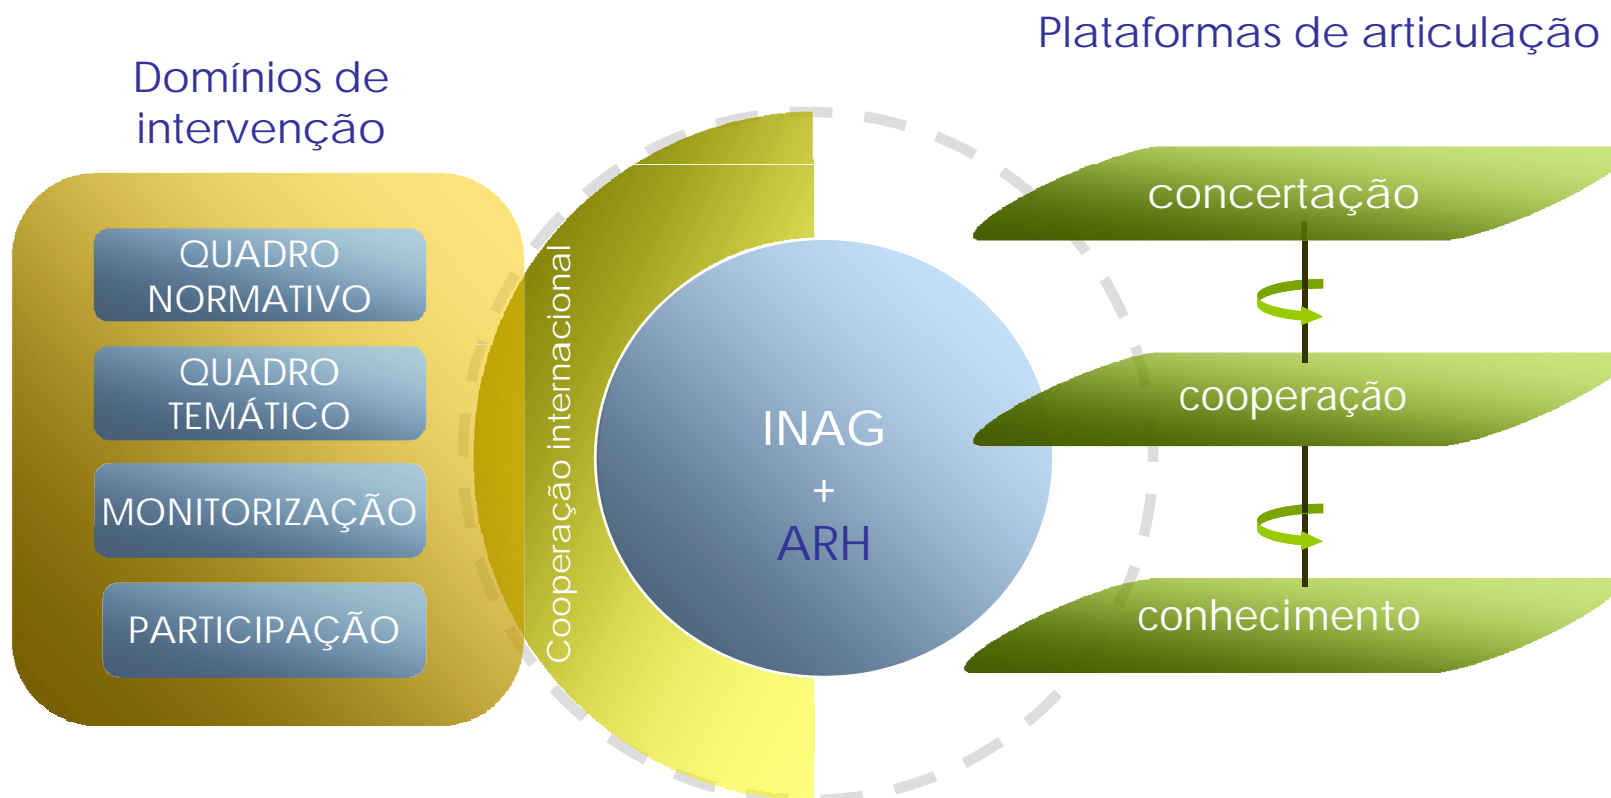 Plataformas de articulação
Domínios de
intervenção
QUADRO
NORMATIVO
QUADRO
TEMÁTICO
MONITORIZAÇÃO
PARTICIPAÇÃO
Cooperação internacional
INAG
+
ARH
concertação
cooperação
conhecimento